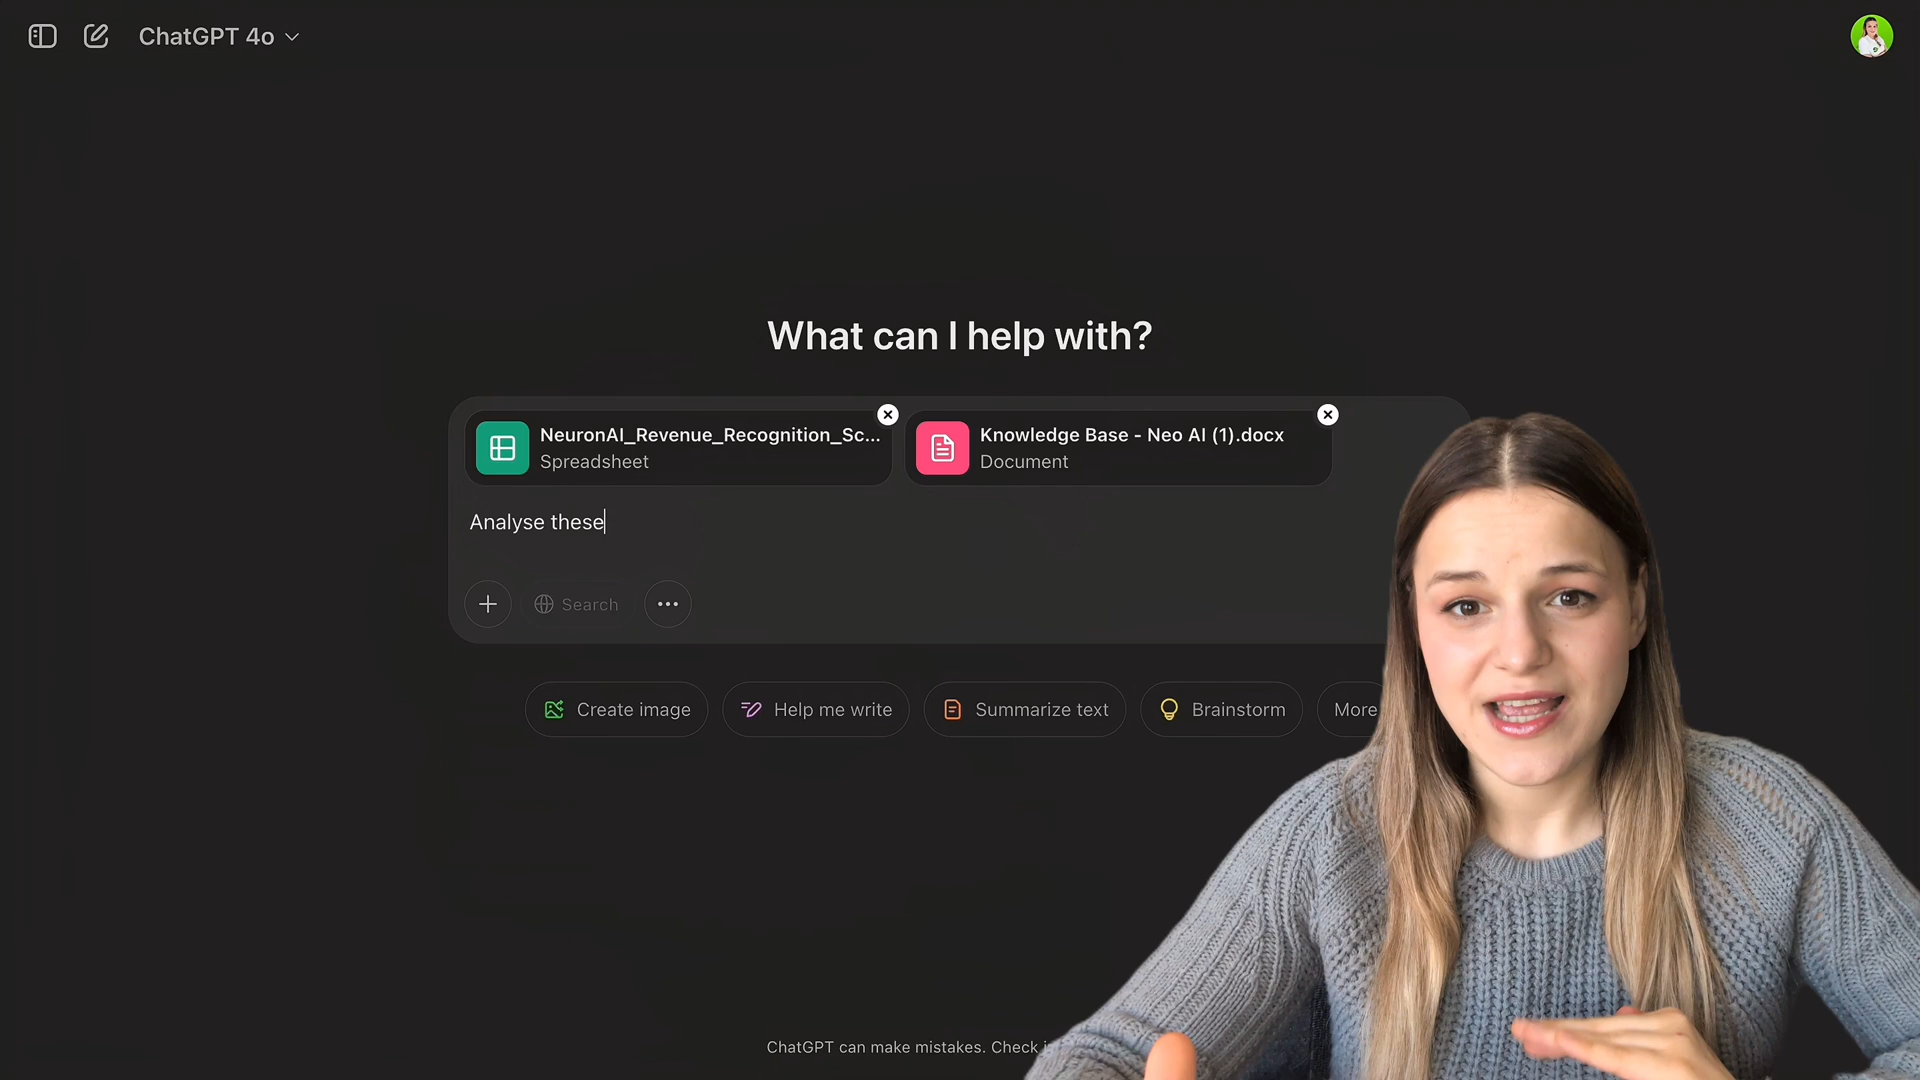 ChatGPT 4o
What can I help with?
NeuronAI_Revenue_Recognition_Sc...
Spreadsheet
Knowledge Base - Neo AI (1).docx
Document
Analyse these
Search
Create image
Help me write
Summarize text
Brainstorm
More
ChatGPT can make mistakes. Check